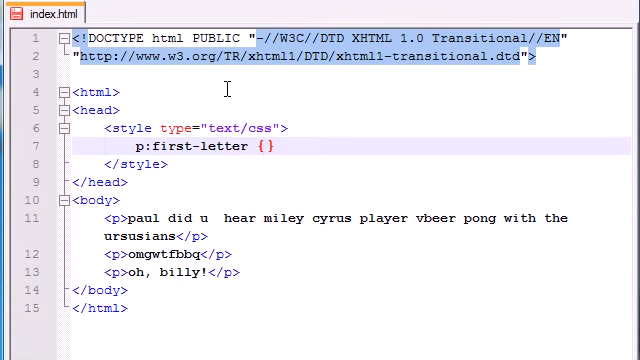 index.html
1 <!DOCTYPE html PUBLIC "-//W3C//DTD XHTML 1.0 Transitional//EN"
2 "http://www.w3.org/TR/xhtml1/DTD/xhtml1-transitional.dtd">
3
4 <html>
5 <head>
6 <style type="text/css">
7 p:first-letter {}
8 </style>
9 </head>
10 <body>
11 <p>paul did u  hear miley cyrus player vbeer pong with the
ursusians</p>
12 <p>omgwtfbbq</p>
13 <p>oh, billy!</p>
14 </body>
15 </html>